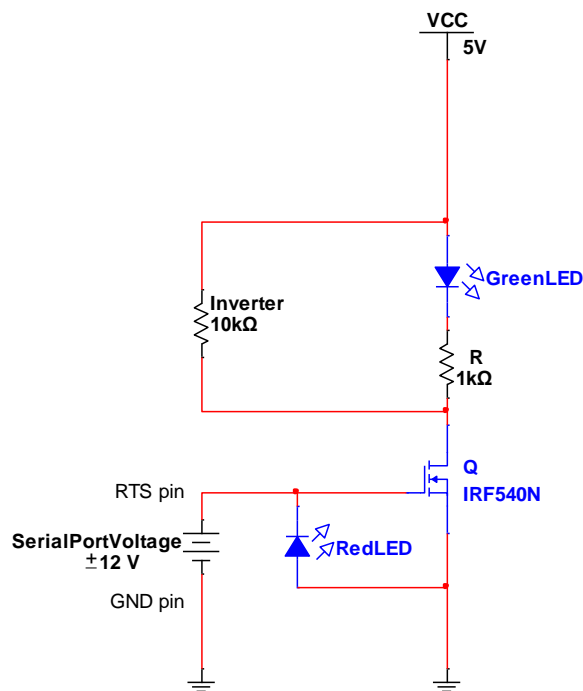 VCC
5V
GreenLED
Inverter
10kΩ
R
1kΩ
Q
IRF540N
RTS pin
SerialPortVoltage
±12 V
RedLED
GND pin